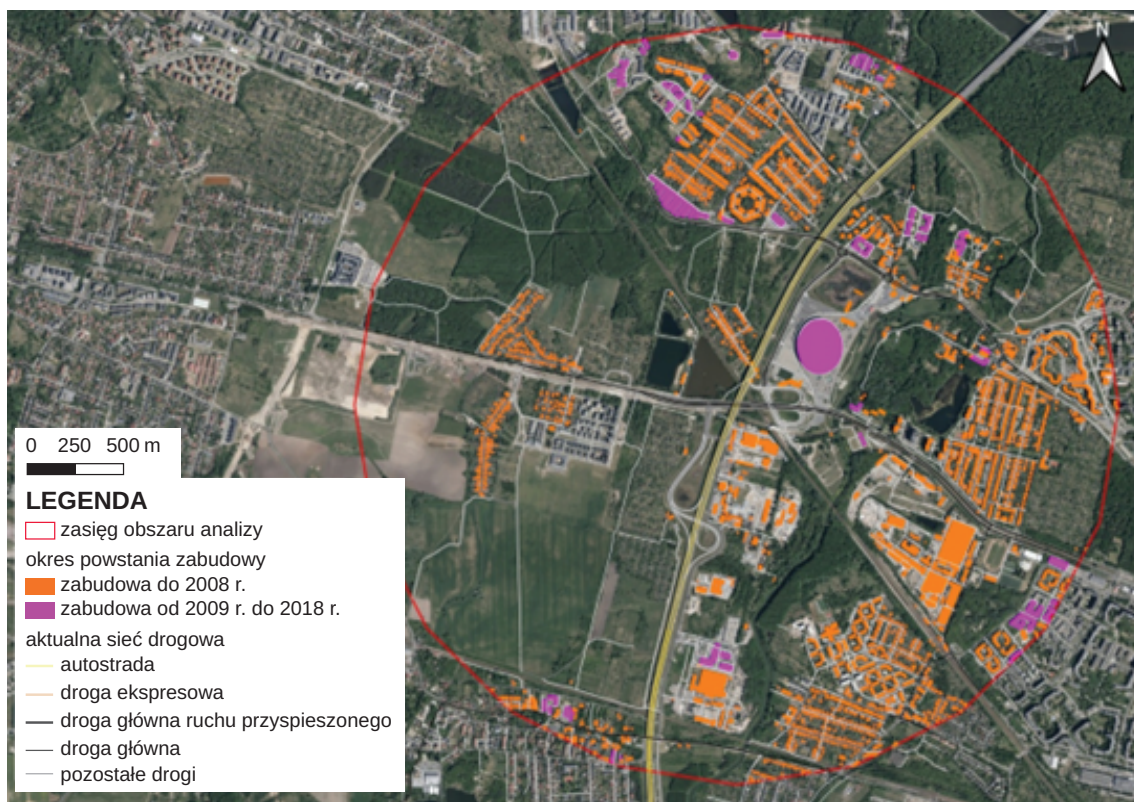 N
0 250 500 m
LEGENDA
zasięg obszaru analizy
okres powstania zabudowy
zabudowa do 2008 r.
zabudowa od 2009 r. do 2018 r.
aktualna sieć drogowa
autostrada
droga ekspresowa
droga główna ruchu przyspieszonego
droga główna
pozostałe drogi